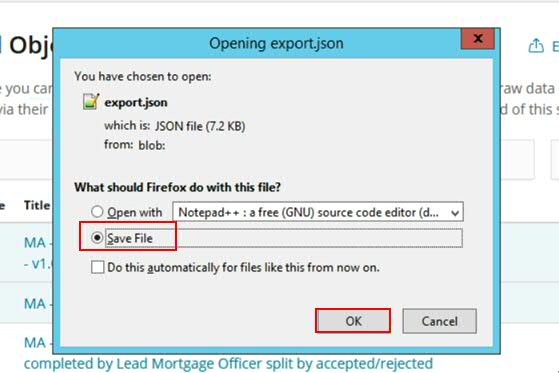 Opening export.json
x
Obje
E
You have chosen to open:
e you can
raw data
export.json
via their
d of this s
which is: JSON file (7.2 KB)
from: blob:
What should Firefox do with this file?
e Title
Open with Notepad++ : a free (GNU) source code editor (d...
Save File
MA -
- v1.
Do this automatically for files like this from now on.
MA -
OK Cancel
MA -
completed by Lead Mortgage Officer split by accepted/rejected